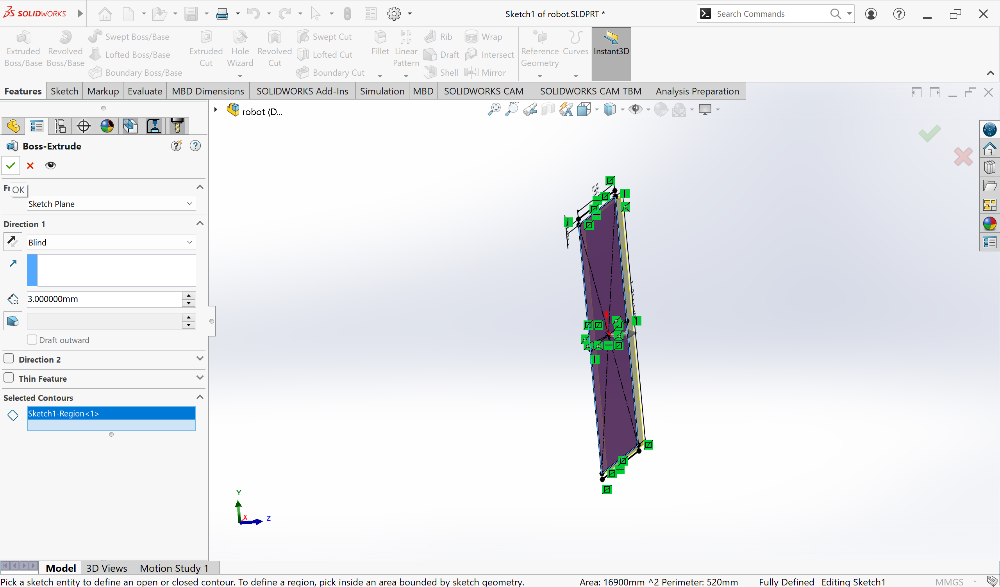 SOLIDWORKS
Sketch1 of robot.SLDPRT *
Search Commands
Extruded Boss/Base
Revolved Boss/Base
Swept Boss/Base
Lofted Boss/Base
Boundary Boss/Base
Extruded Cut
Hole Wizard
Revolved Cut
Swept Cut
Lofted Cut
Boundary Cut
Fillet
Linear Pattern
Rib
Draft
Shell
Wrap
Intersect
Mirror
Reference Geometry
Curves
Instant3D
Features
Sketch
Markup
Evaluate
MBD Dimensions
SOLIDWORKS Add-Ins
Simulation
MBD
SOLIDWORKS CAM
SOLIDWORKS CAM TBM
Analysis Preparation
robot (D...
Boss-Extrude
OK
Sketch Plane
Direction 1
Blind
D1
3.000000mm
Draft outward
Direction 2
Thin Feature
Selected Contours
Sketch1-Region<1>
Y
X
Z
Model
3D Views
Motion Study 1
Pick a sketch entity to define an open or closed contour. To define a region, pick inside an area bounded by sketch geometry.
Area: 16900mm ^2 Perimeter: 520mm
Fully Defined
Editing Sketch1
MMGS